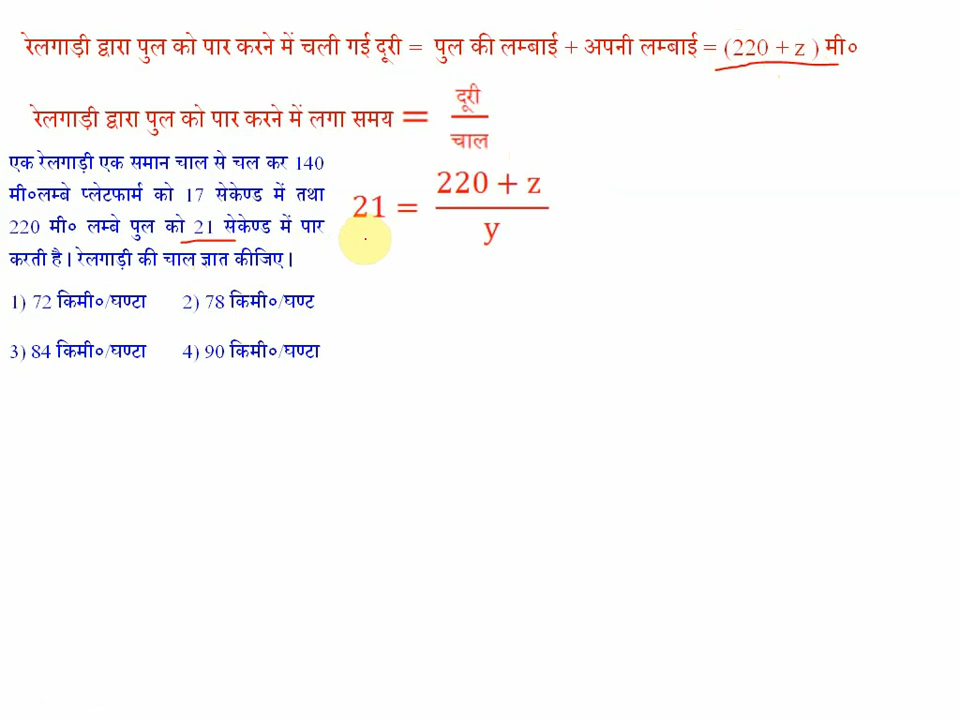 रेलगाड़ी द्वारा पुल को पार करने में चली गई दूरी = पुल की लम्बाई + अपनी लम्बाई = (220 + z ) मी०
रेलगाड़ी द्वारा पुल को पार करने में लगा समय = दूरी / चाल
एक रेलगाड़ी एक समान चाल से चल कर 140
मी०लम्बे प्लेटफार्म को 17 सेकेण्ड में तथा
220 मी० लम्बे पुल को 21 सेकेण्ड में पार
करती है। रेलगाड़ी की चाल ज्ञात कीजिए।
1) 72 किमी०/घण्टा 2) 78 किमी०/घण्ट
3) 84 किमी०/घण्टा 4) 90 किमी०/घण्टा
21 = 220 + z / y